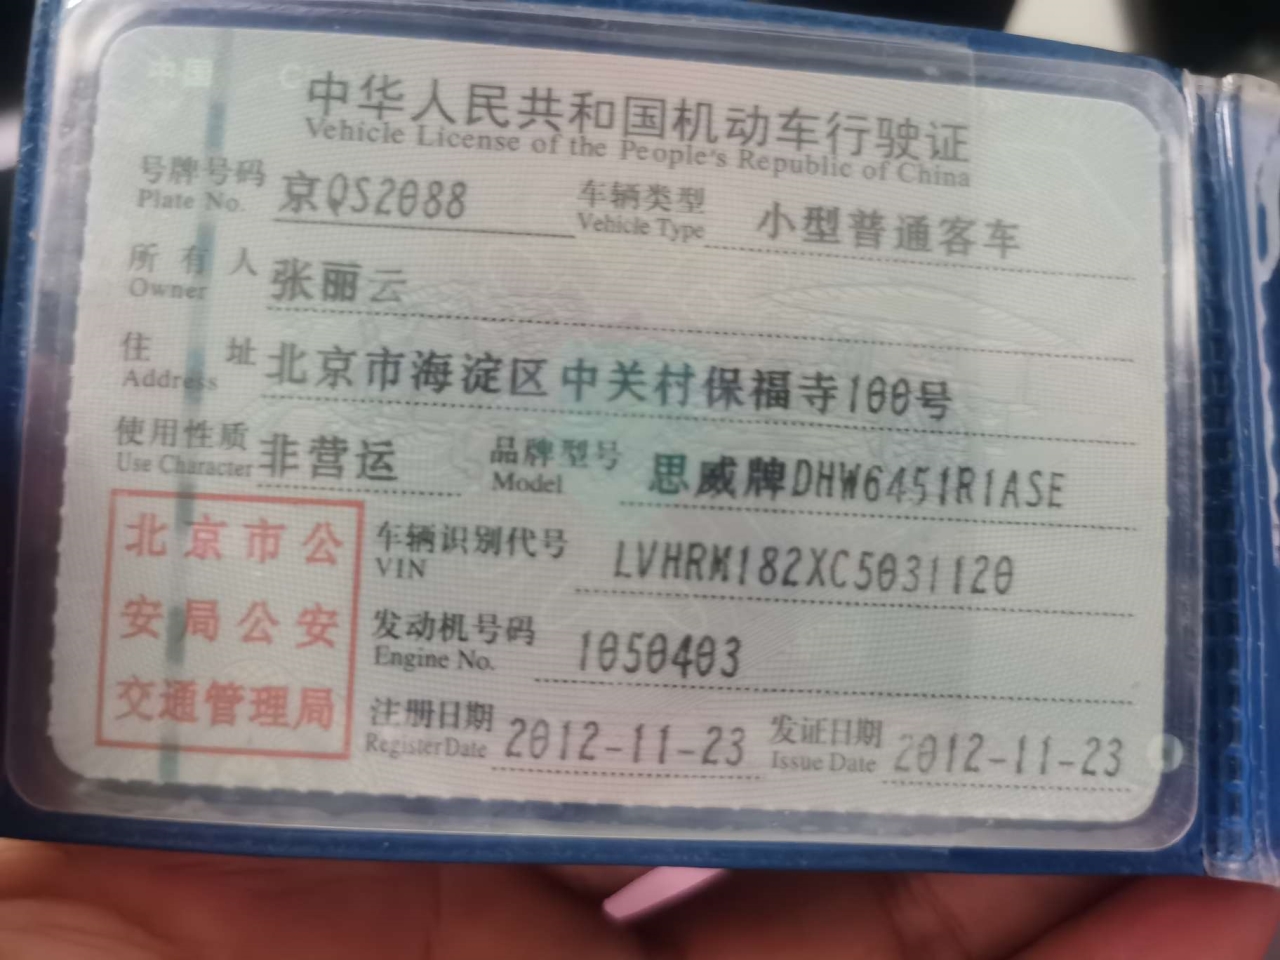 中国 C
中华人民共和国机动车行驶证
Vehicle License of the People's Republic of China
号牌号码 京QS2088 车辆类型 小型普通客车
Plate No. Vehicle Type
所有人 张丽云
Owner
住址 北京市海淀区中关村保福寺100号
Address
使用性质 非营运 品牌型号 思威牌DHW6451R1ASE
Use Character Model
北京市公
安局公安
交通管理局
车辆识别代号 LVHRM182XC5031120
VIN
发动机号码 1050403
Engine No.
注册日期 2012-11-23 发证日期 2012-11-23
Register Date Issue Date